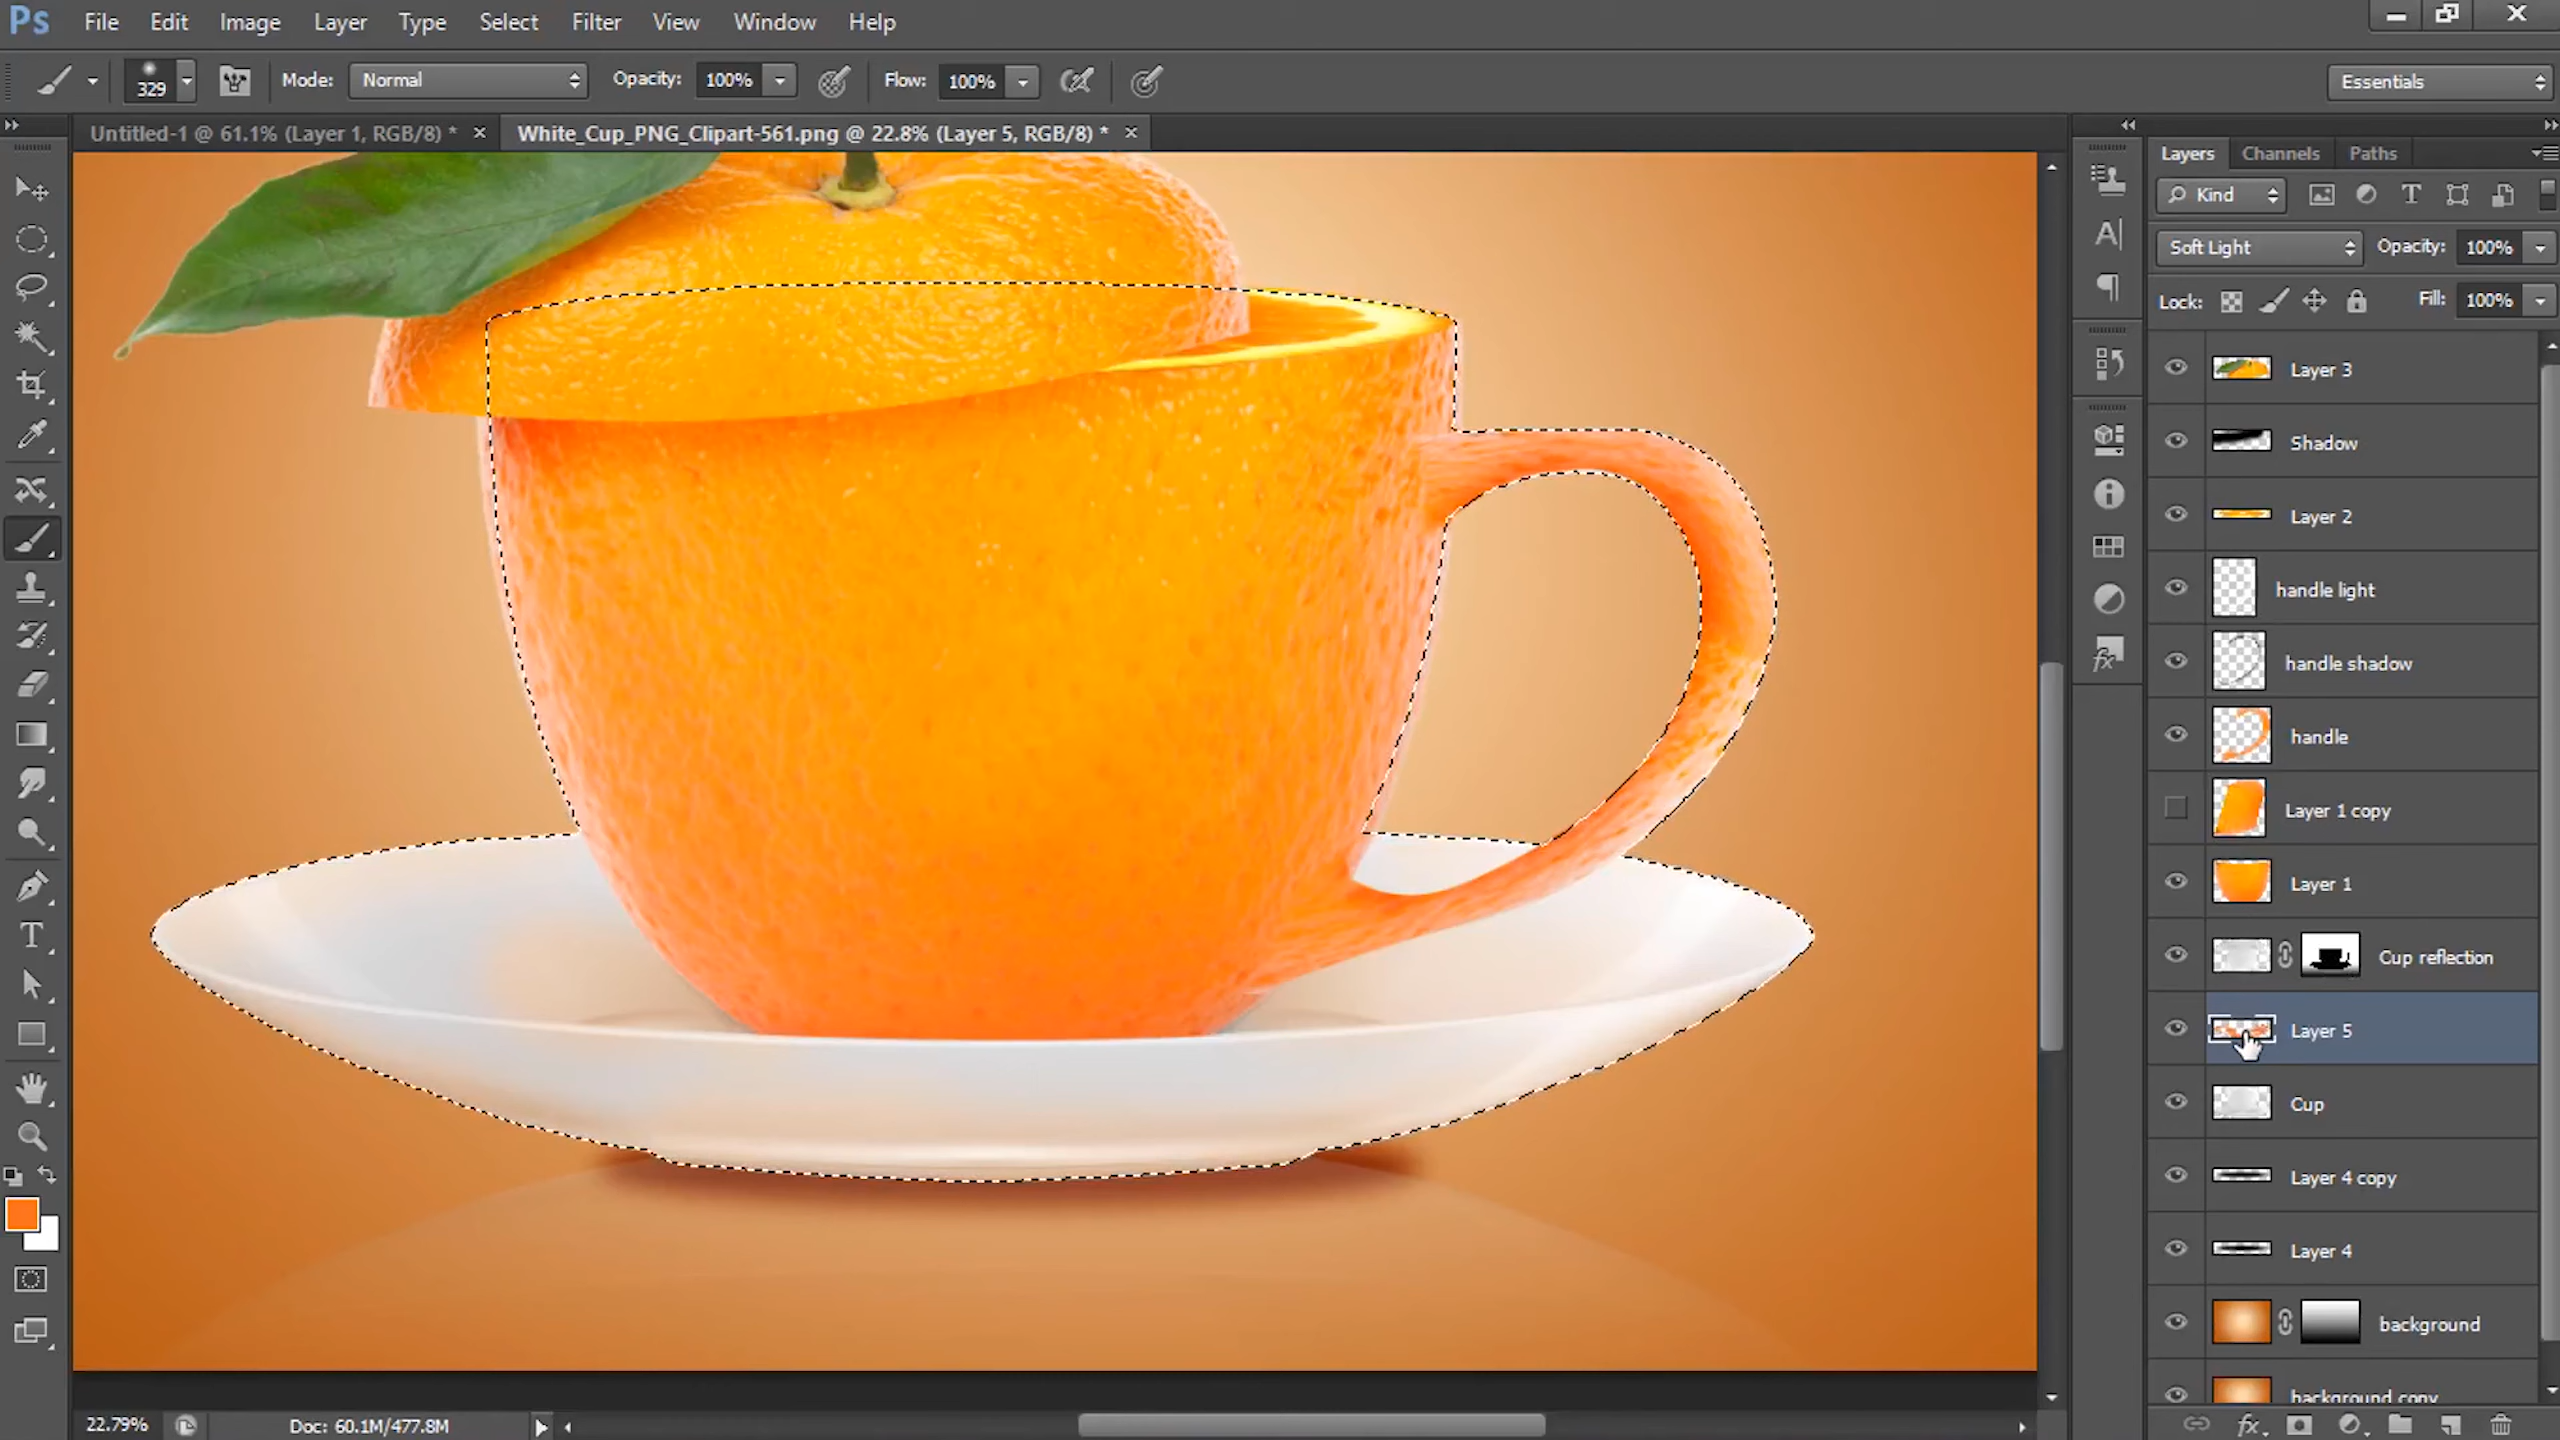 Ps File Edit Image Layer Type Select Filter View Window Help
329 Mode: Normal Opacity: 100% Flow: 100% Essentials
Untitled-1 @ 61.1% (Layer 1, RGB/8) * White_Cup_PNG_Clipart-561.png @ 22.8% (Layer 5, RGB/8) *
Layers Channels Paths
Kind
Soft Light Opacity: 100%
Lock: Fill: 100%
Layer 3
Shadow
Layer 2
handle light
handle shadow
handle
Layer 1 copy
Layer 1
Cup reflection
Layer 5
Cup
Layer 4 copy
Layer 4
background
background copy
22.79% Doc: 60.1M/477.8M